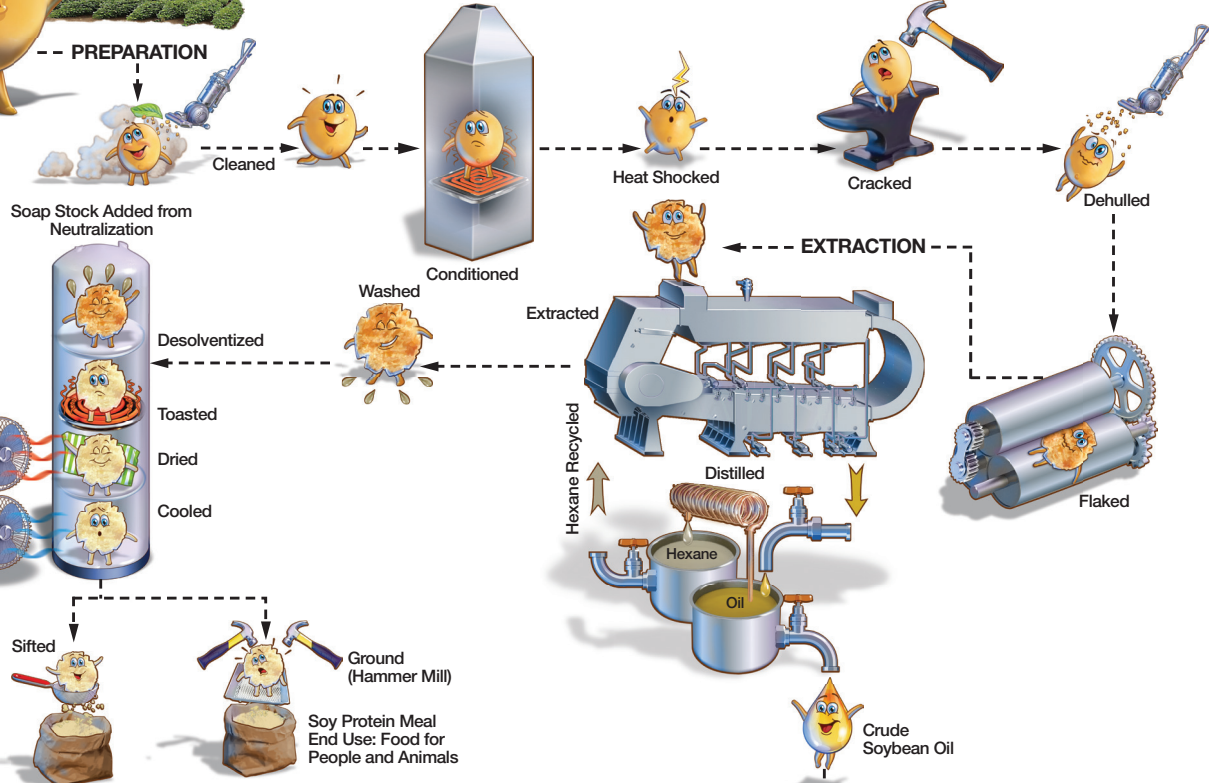 PREPARATION
Cleaned
Conditioned
Heat Shocked
Cracked
Dehulled
Flaked
EXTRACTION
Extracted
Hexane Recycled
Distilled
Hexane
Oil
Crude
Soybean Oil
Washed
Soap Stock Added from
Neutralization
Desolventized
Toasted
Dried
Cooled
Sifted
Ground
(Hammer Mill)
Soy Protein Meal
End Use: Food for
People and Animals